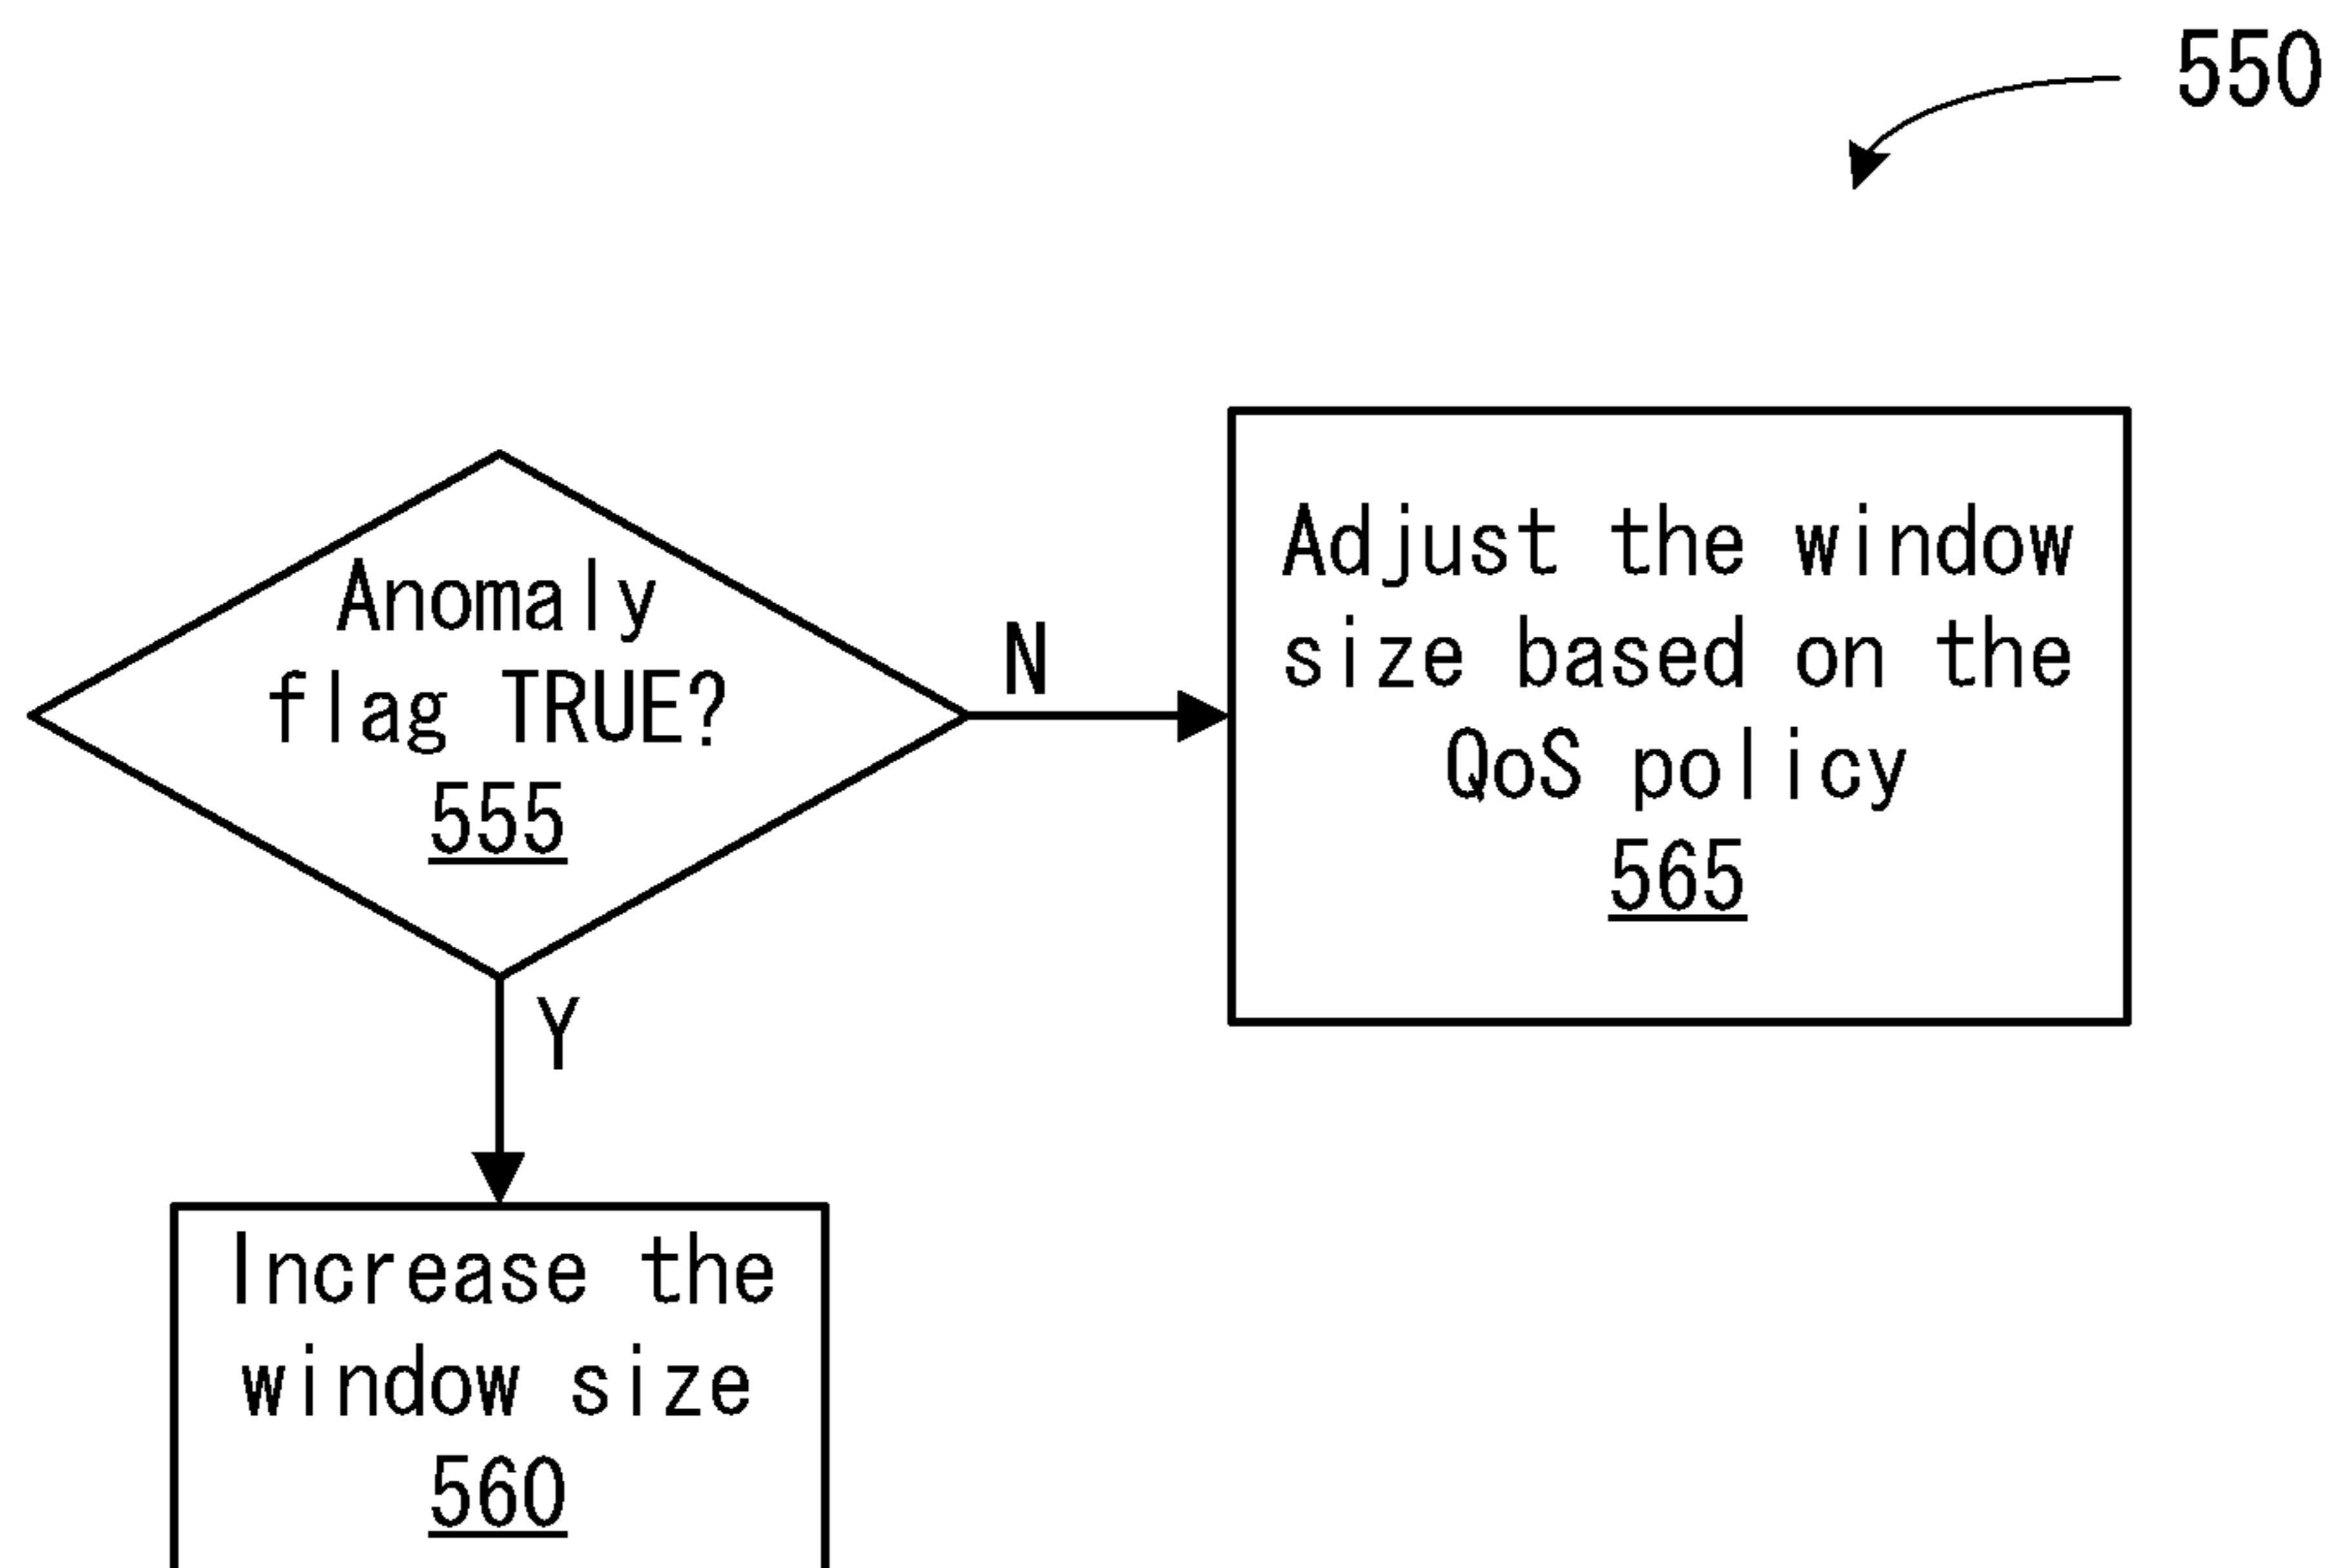 550
Anomaly
flag TRUE?
555
N
Adjust the window
size based on the
QoS policy
565
Y
Increase the
window size
560